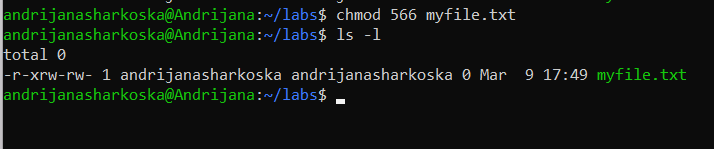 andrijanasharkoska@Andrijana:~/labs$ chmod 566 myfile.txt
andrijanasharkoska@Andrijana:~/labs$ ls -l
total 0
-r-xrw-rw- 1 andrijanasharkoska andrijanasharkoska 0 Mar  9 17:49 myfile.txt
andrijanasharkoska@Andrijana:~/labs$